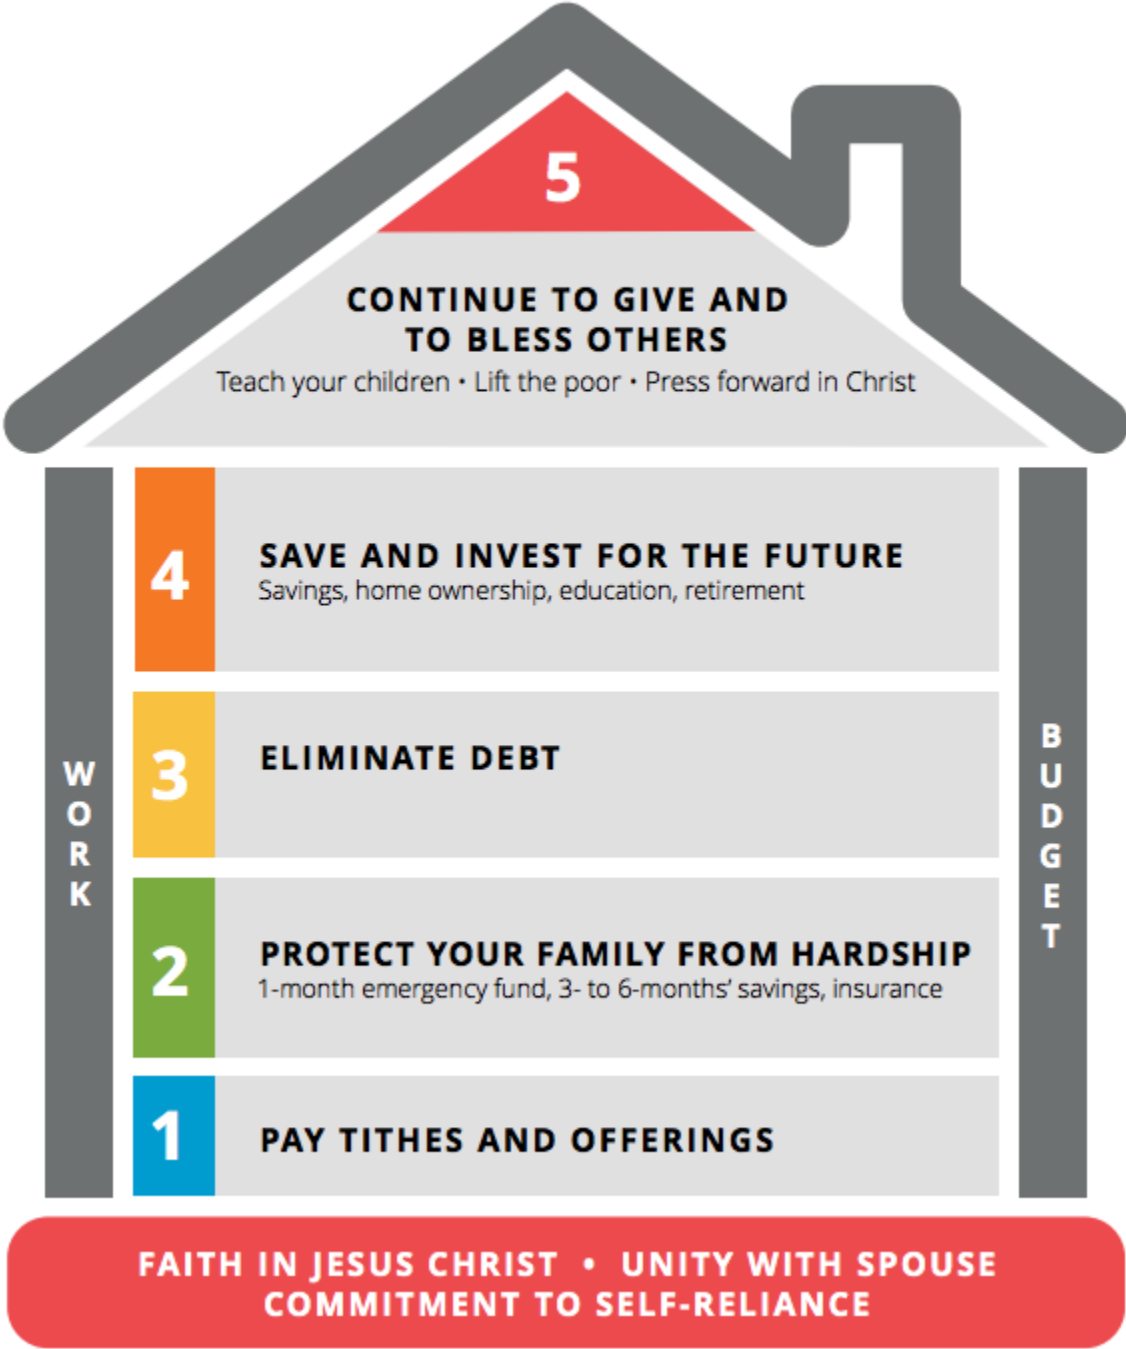 5
CONTINUE TO GIVE AND
TO BLESS OTHERS
Teach your children • Lift the poor • Press forward in Christ
4
SAVE AND INVEST FOR THE FUTURE
Savings, home ownership, education, retirement
3
ELIMINATE DEBT
2
PROTECT YOUR FAMILY FROM HARDSHIP
1-month emergency fund, 3- to 6-months’ savings, insurance
1
PAY TITHES AND OFFERINGS
WORK
BUDGET
FAITH IN JESUS CHRIST • UNITY WITH SPOUSE
COMMITMENT TO SELF-RELIANCE